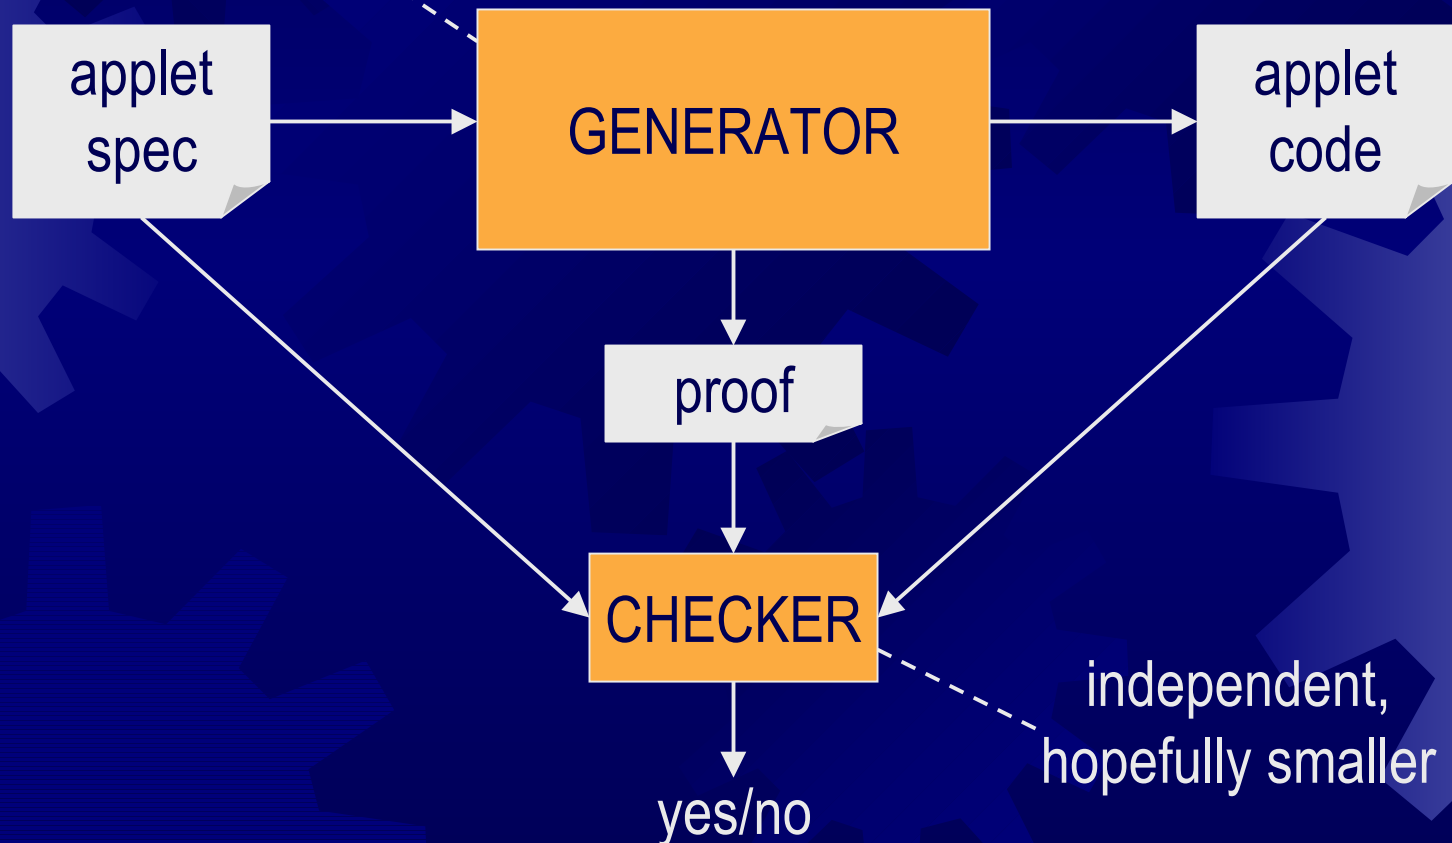 applet
spec
GENERATOR
applet
code
proof
CHECKER
independent,
hopefully smaller
yes/no